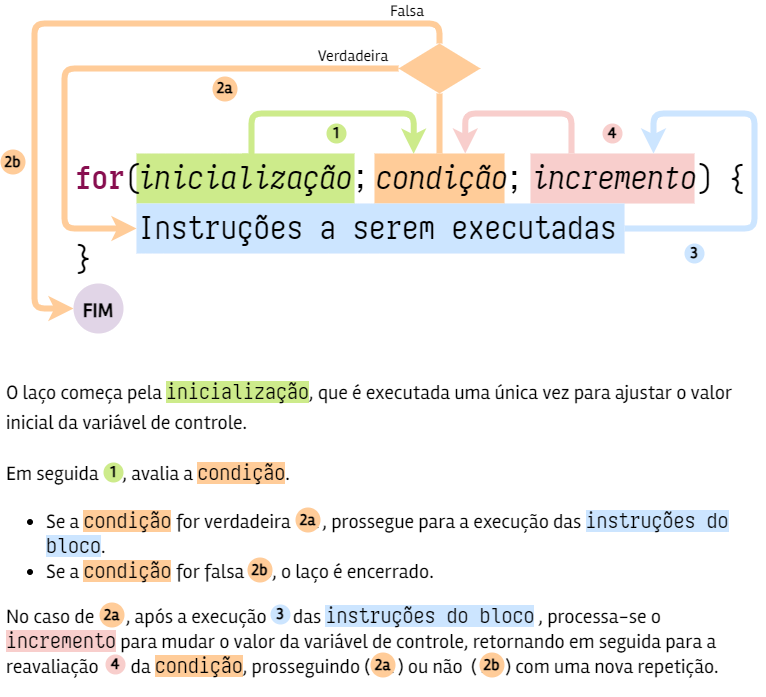 Falsa
Verdadeira
2a
1
4
2b
for(inicialização; condição; incremento) {
Instruções a serem executadas
3
}
FIM
O laço começa pela inicialização, que é executada uma única vez para ajustar o valor
inicial da variável de controle.
Em seguida 1, avalia a condição.
• Se a condição for verdadeira 2a, prossegue para a execução das instruções do
bloco.
• Se a condição for falsa 2b, o laço é encerrado.
No caso de 2a, após a execução 3 das instruções do bloco, processa-se o
incremento para mudar o valor da variável de controle, retornando em seguida para a
reavaliação 4 da condição, prosseguindo (2a) ou não (2b) com uma nova repetição.